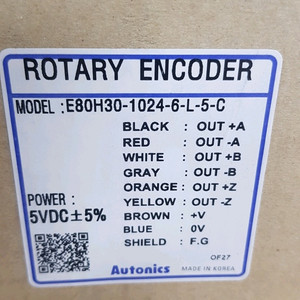 ROTARY ENCODER
MODEL : E80H30-1024-6-L-5-C
BLACK : OUT +A
RED : OUT -A
WHITE : OUT +B
GRAY : OUT -B
ORANGE : OUT +Z
YELLOW : OUT -Z
BROWN : +V
BLUE : 0V
SHIELD : F.G
POWER :
5VDC±5%
OF27
Autonics
MADE IN KOREA